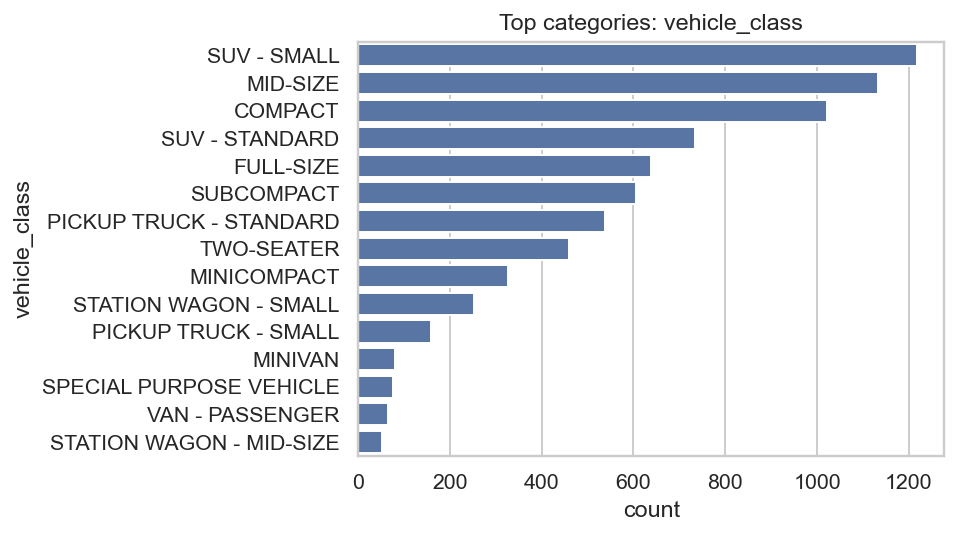 Top categories: vehicle_class
vehicle_class
SUV - SMALL
MID-SIZE
COMPACT
SUV - STANDARD
FULL-SIZE
SUBCOMPACT
PICKUP TRUCK - STANDARD
TWO-SEATER
MINICOMPACT
STATION WAGON - SMALL
PICKUP TRUCK - SMALL
MINIVAN
SPECIAL PURPOSE VEHICLE
VAN - PASSENGER
STATION WAGON - MID-SIZE
0 200 400 600 800 1000 1200
count